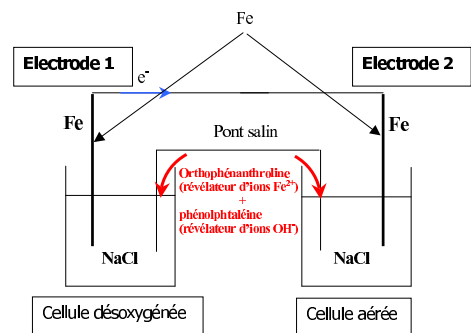 Fe
Electrode 1
Electrode 2
e⁻
Fe
Fe
Pont salin
Orthophénanthroline
(révélateur d'ions Fe²⁺)
+
phénolphtaléine
(révélateur d'ions OH⁻)
NaCl
NaCl
Cellule désoxygénée
Cellule aérée